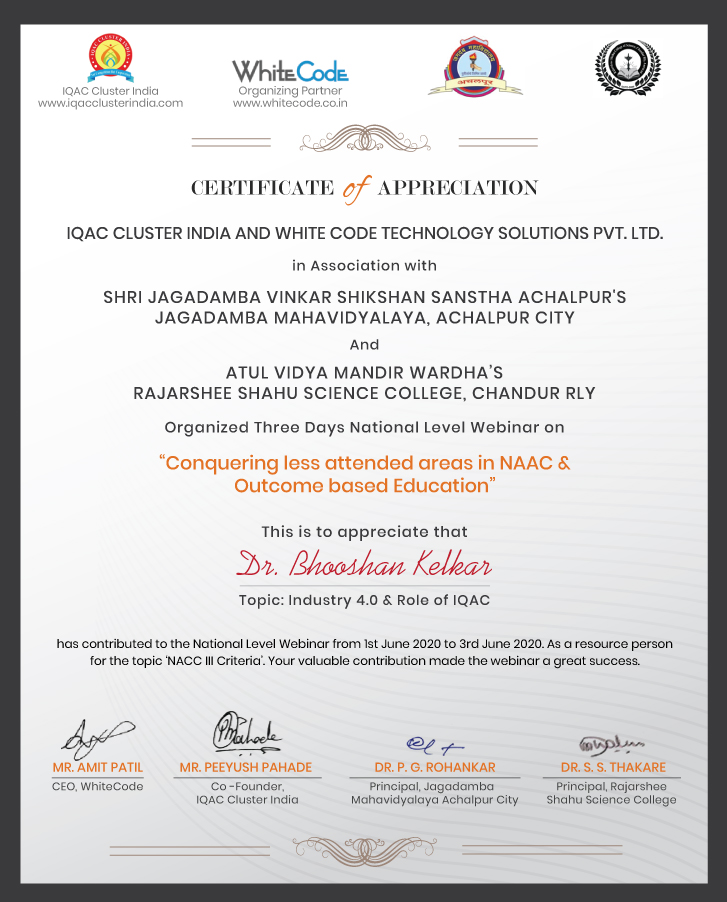 IQAC CLUSTER INDIA
IQAC Cluster India
www.iqacclusterindia.com
WhiteCode
Organizing Partner
www.whitecode.co.in
अचलपूर
CERTIFICATE of APPRECIATION
IQAC CLUSTER INDIA AND WHITE CODE TECHNOLOGY SOLUTIONS PVT. LTD.
in Association with
SHRI JAGADAMBA VINKAR SHIKSHAN SANSTHA ACHALPUR'S
JAGADAMBA MAHAVIDYALAYA, ACHALPUR CITY
And
ATUL VIDYA MANDIR WARDHA'S
RAJARSHEE SHAHU SCIENCE COLLEGE, CHANDUR RLY
Organized Three Days National Level Webinar on
“Conquering less attended areas in NAAC &
Outcome based Education”
This is to appreciate that
Dr. Bhooshan Kelkar
Topic: Industry 4.0 & Role of IQAC
has contributed to the National Level Webinar from 1st June 2020 to 3rd June 2020. As a resource person
for the topic ‘NACC III Criteria’. Your valuable contribution made the webinar a great success.
MR. AMIT PATIL
CEO, WhiteCode
MR. PEEYUSH PAHADE
Co -Founder,
IQAC Cluster India
DR. P. G. ROHANKAR
Principal, Jagadamba
Mahavidyalaya Achalpur City
DR. S. S. THAKARE
Principal, Rajarshee
Shahu Science College